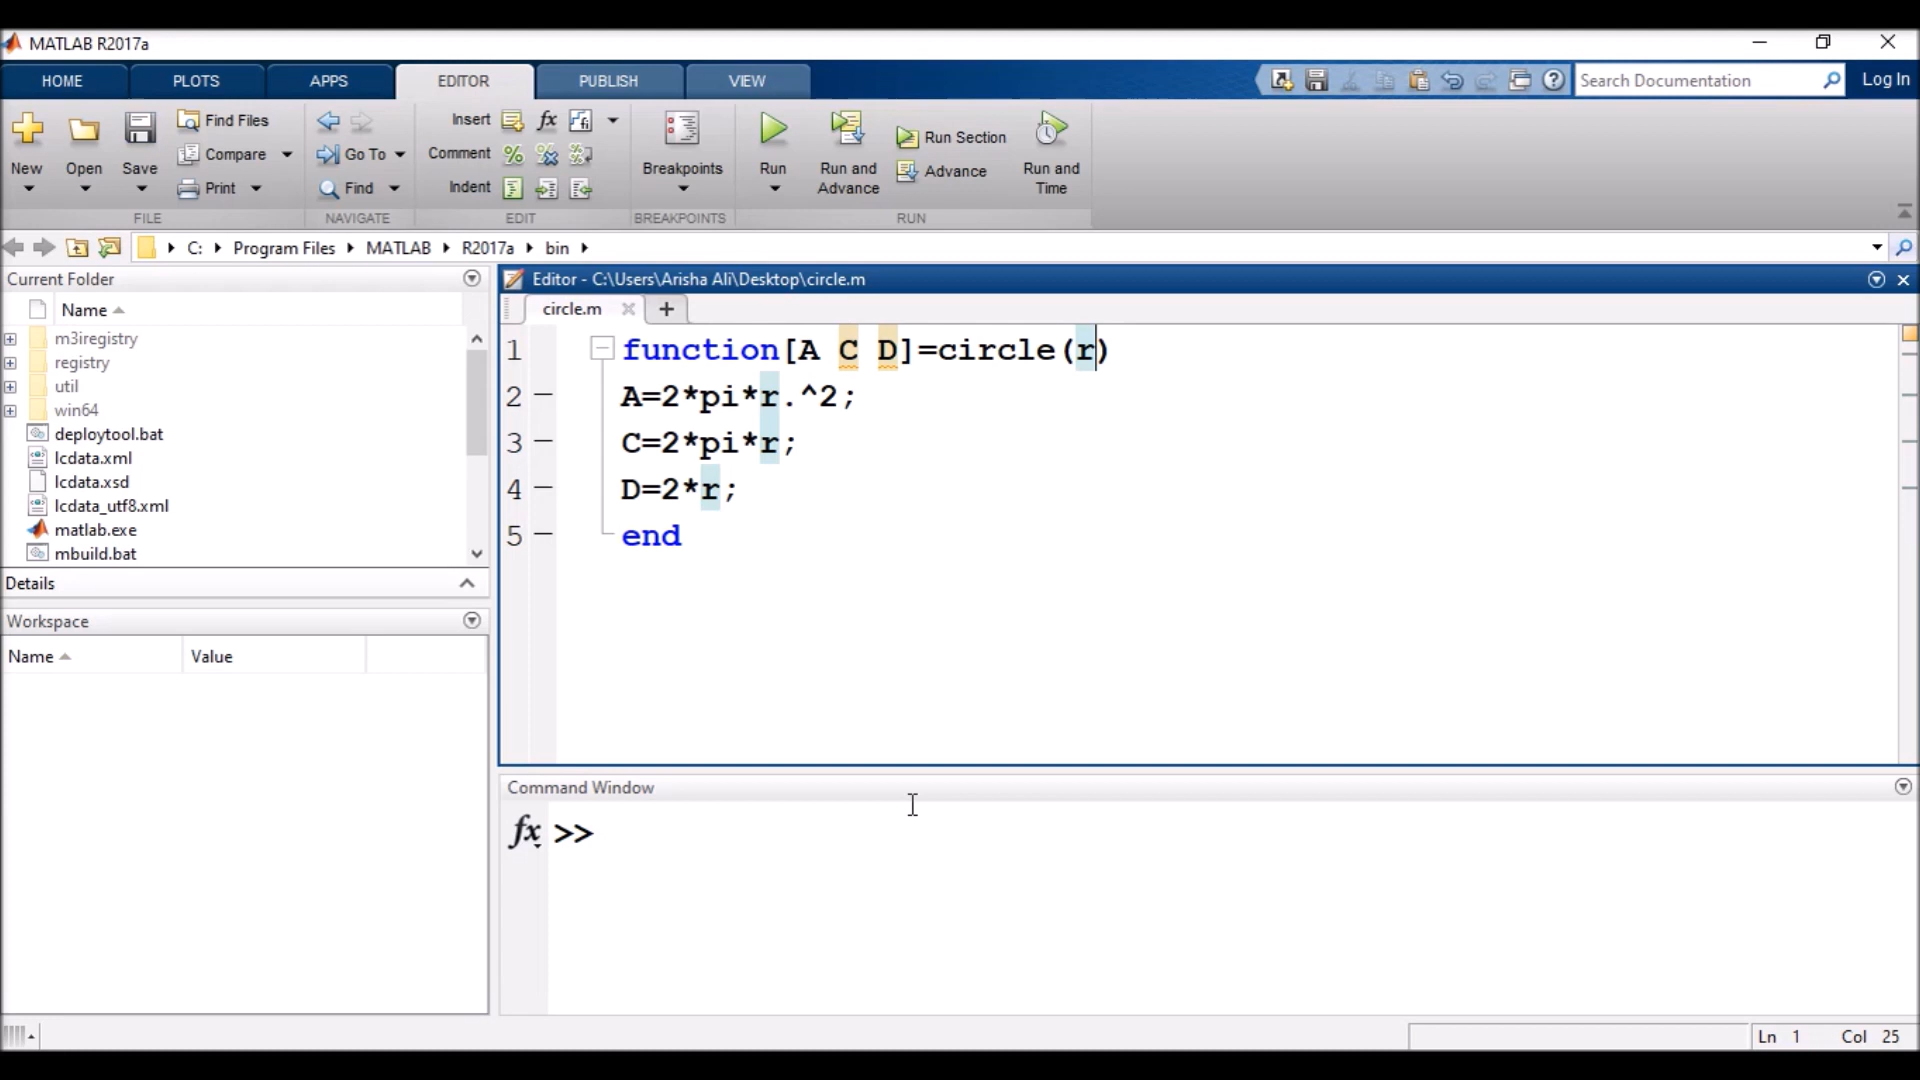 MATLAB R2017a
HOME PLOTS APPS EDITOR PUBLISH VIEW Search Documentation Log In
New Open Save Find Files Compare Print
Go To Find
Insert fx Comment Indent
Breakpoints
Run Run and Advance Run Section Advance Run and Time
FILE NAVIGATE EDIT BREAKPOINTS RUN
C: Program Files MATLAB R2017a bin
Current Folder
Name
m3iregistry
registry
util
win64
deploytool.bat
lcdata.xml
lcdata.xsd
lcdata_utf8.xml
matlab.exe
mbuild.bat
Details
Workspace
Name Value
Editor - C:\Users\Arisha Ali\Desktop\circle.m
circle.m
1 function[A C D]=circle(r)
2 A=2*pi*r.^2;
3 C=2*pi*r;
4 D=2*r;
5 end
Command Window
fx >>
Ln 1 Col 25